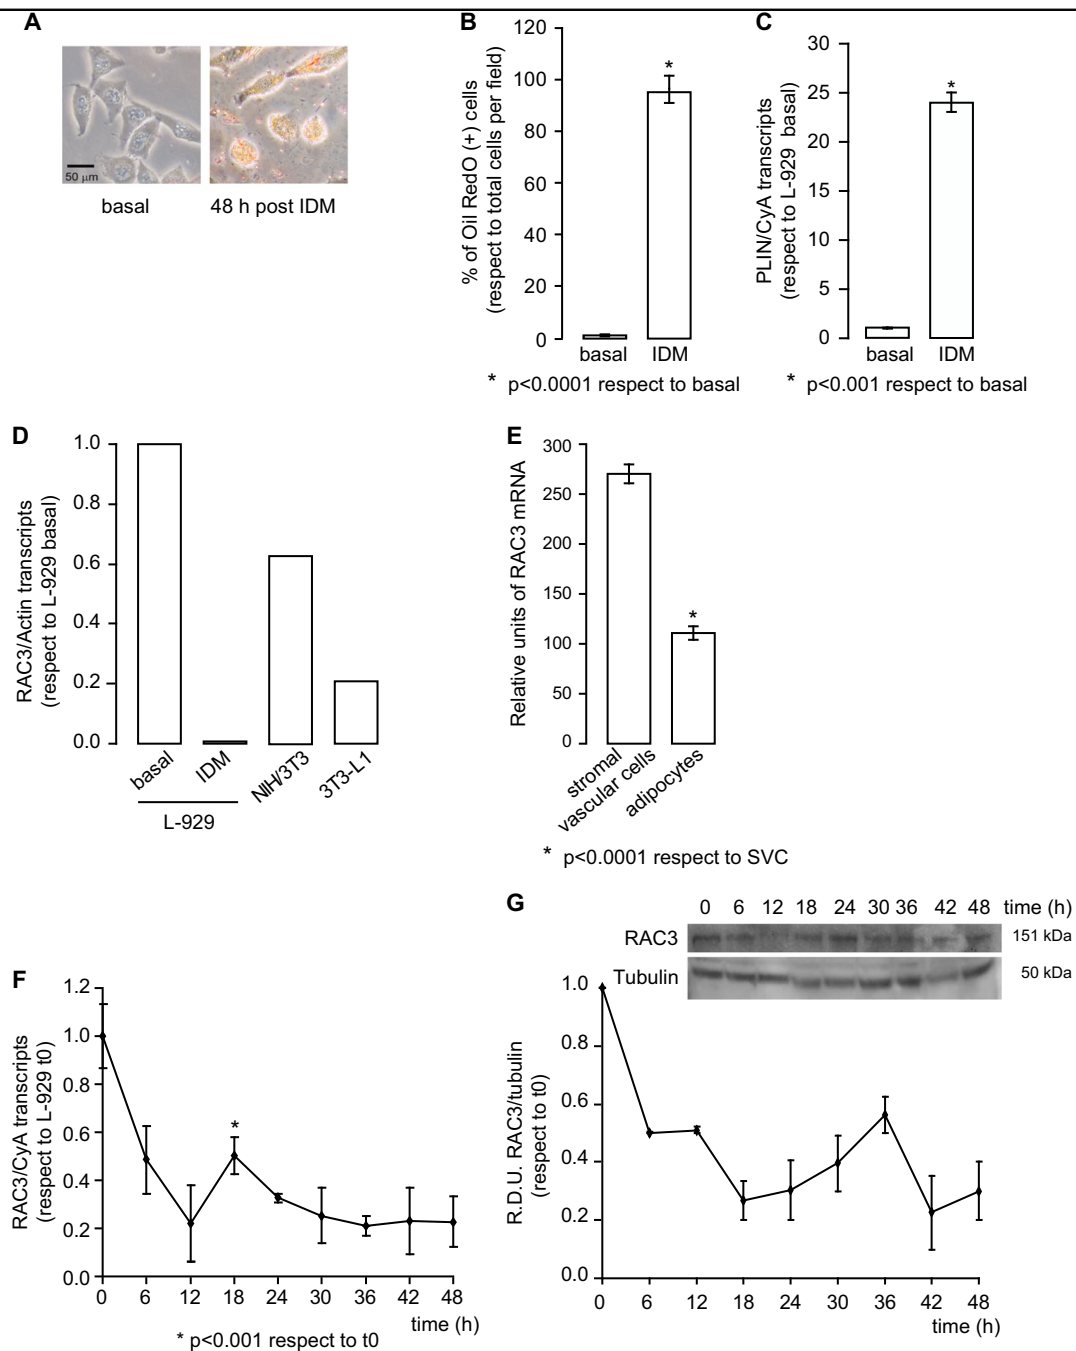 A
50 µm
basal
48 h post IDM
B
% of Oil RedO (+) cells
(respect to total cells per field)
120
100
80
60
40
20
0
*
basal
IDM
* p<0.0001 respect to basal
C
PLIN/CyA transcripts
(respect to L-929 basal)
30
25
20
15
10
5
0
*
basal
IDM
* p<0.001 respect to basal
D
RAC3/Actin transcripts
(respect to L-929 basal)
1.0
0.8
0.6
0.4
0.2
0.0
basal
IDM
NIH/3T3
3T3-L1
L-929
E
Relative units of RAC3 mRNA
300
250
200
150
100
50
0
*
stromal
vascular cells
adipocytes
* p<0.0001 respect to SVC
F
RAC3/CyA transcripts
(respect to L-929 t0)
1.2
1.0
0.8
0.6
0.4
0.2
0.0
*
0 6 12 18 24 30 36 42 48
time (h)
* p<0.001 respect to t0
G
0 6 12 18 24 30 36 42 48 time (h)
RAC3
151 kDa
Tubulin
50 kDa
R.D.U. RAC3/tubulin
(respect to t0)
1.0
0.8
0.6
0.4
0.2
0.0
0 6 12 18 24 30 36 42 48
time (h)